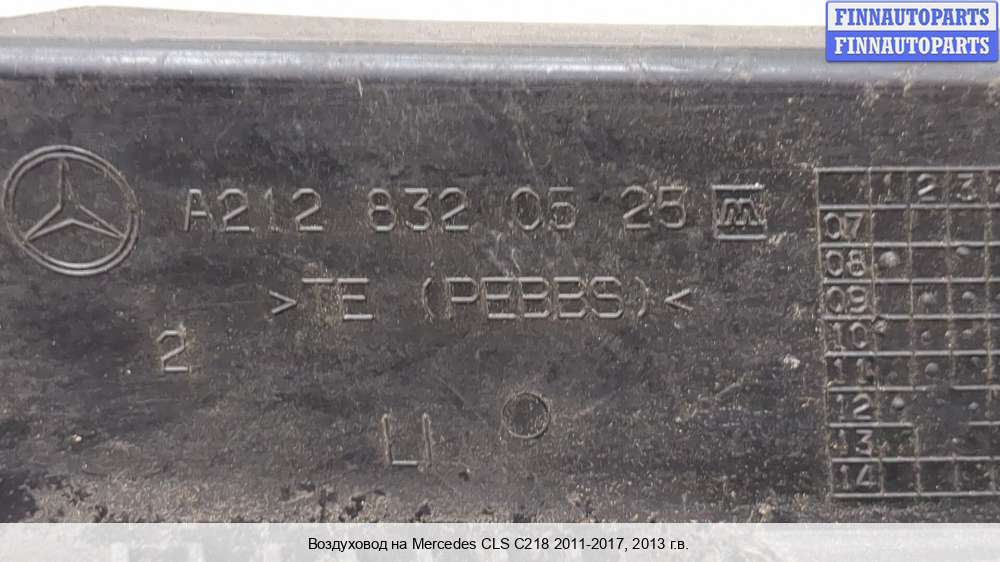 FINNAUTOPARTS
FINNAUTOPARTS
A212 832 05 25
>TE (PEBBS)<
2
LI
1 2 3
07
08
09
10
11
12
13
14
Воздуховод на Mercedes CLS C218 2011-2017, 2013 г.в.